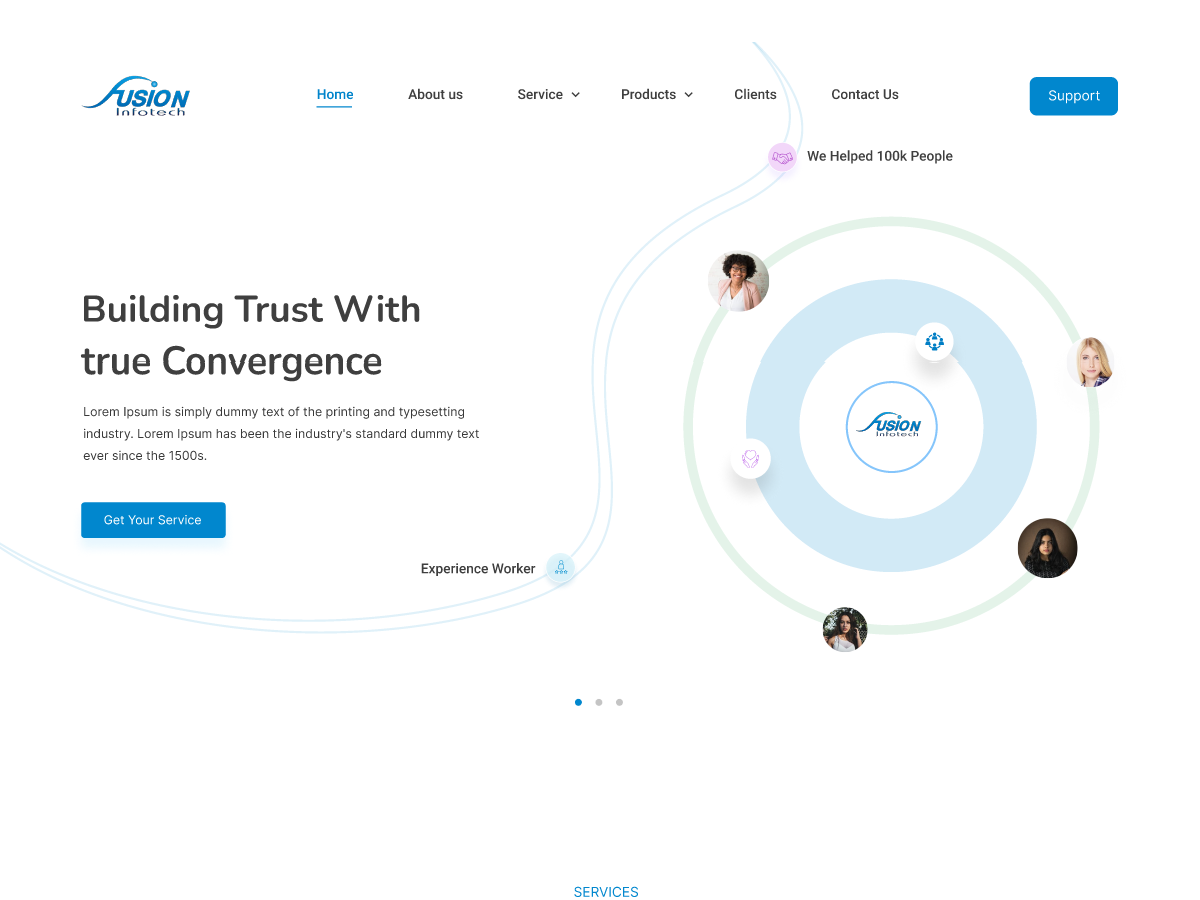 FUSION
Infotech
Home
About us
Service
Products
Clients
Contact Us
Support
We Helped 100k People
Building Trust With
true Convergence
Lorem Ipsum is simply dummy text of the printing and typesetting
industry. Lorem Ipsum has been the industry's standard dummy text
ever since the 1500s.
Get Your Service
Experience Worker
FUSION
Infotech
SERVICES